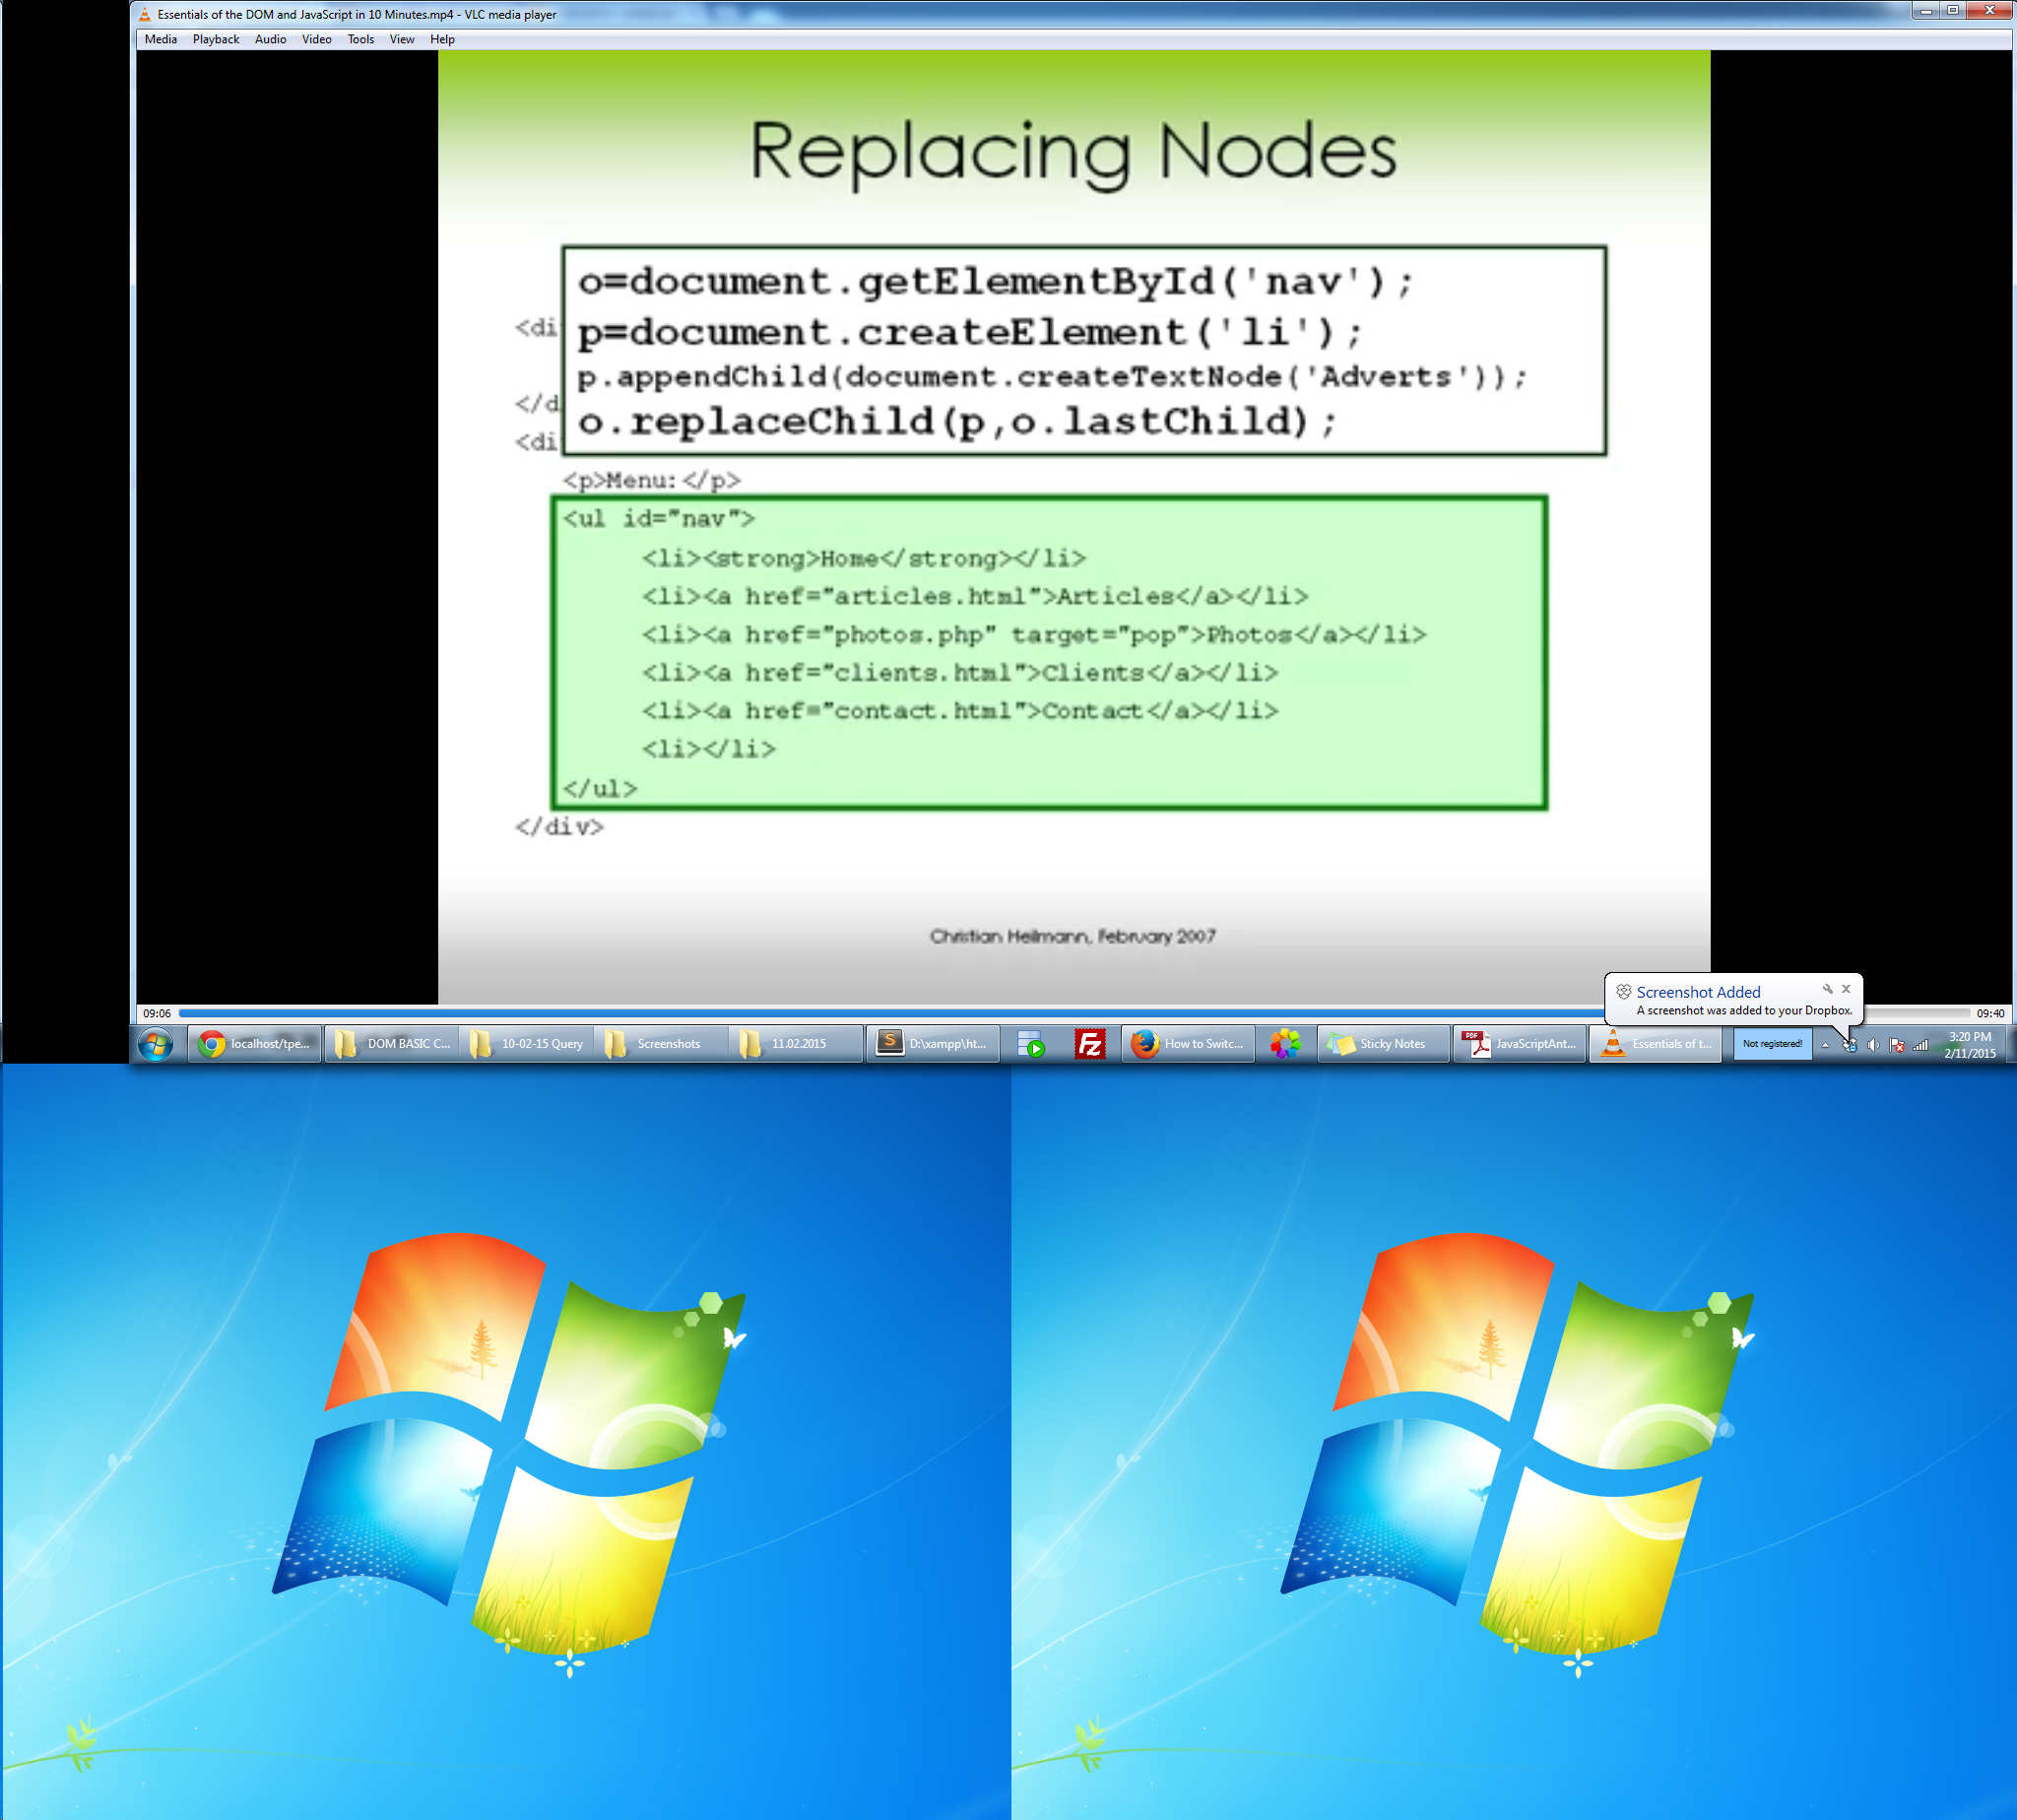 Essentials of the DOM and JavaScript in 10 Minutes.mp4 - VLC media player
Media Playback Audio Video Tools View Help
Replacing Nodes
o=document.getElementById('nav');
<di
p=document.createElement('li');
p.appendChild(document.createTextNode('Adverts'));
</d
o.replaceChild(p,o.lastChild);
<di
<p>Menu:</p>
<ul id="nav">
<li><strong>Home</strong></li>
<li><a href="articles.html">Articles</a></li>
<li><a href="photos.php" target="pop">Photos</a></li>
<li><a href="clients.html">Clients</a></li>
<li><a href="contact.html">Contact</a></li>
<li></li>
</ul>
</div>
Christian Heilmann, February 2007
Screenshot Added
A screenshot was added to your Dropbox.
09:06 09:40
localhost/tpe... DOM BASIC C... 10-02-15 Query Screenshots 11.02.2015 S D:\xampp\ht... Fz How to Switc... Sticky Notes PDF JavaScriptAnt... Essentials of t... Not registered! 3:20 PM
2/11/2015